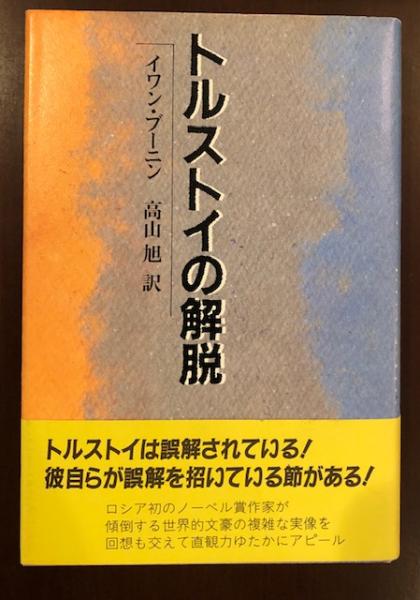 トルストイの解脱
イワン・ブーニン 高山旭 訳
トルストイは誤解されている!
彼自らが誤解を招いている節がある!
ロシア初のノーベル賞作家が
傾倒する世界的文豪の複雑な実像を
回想も交えて直観力ゆたかにアピール